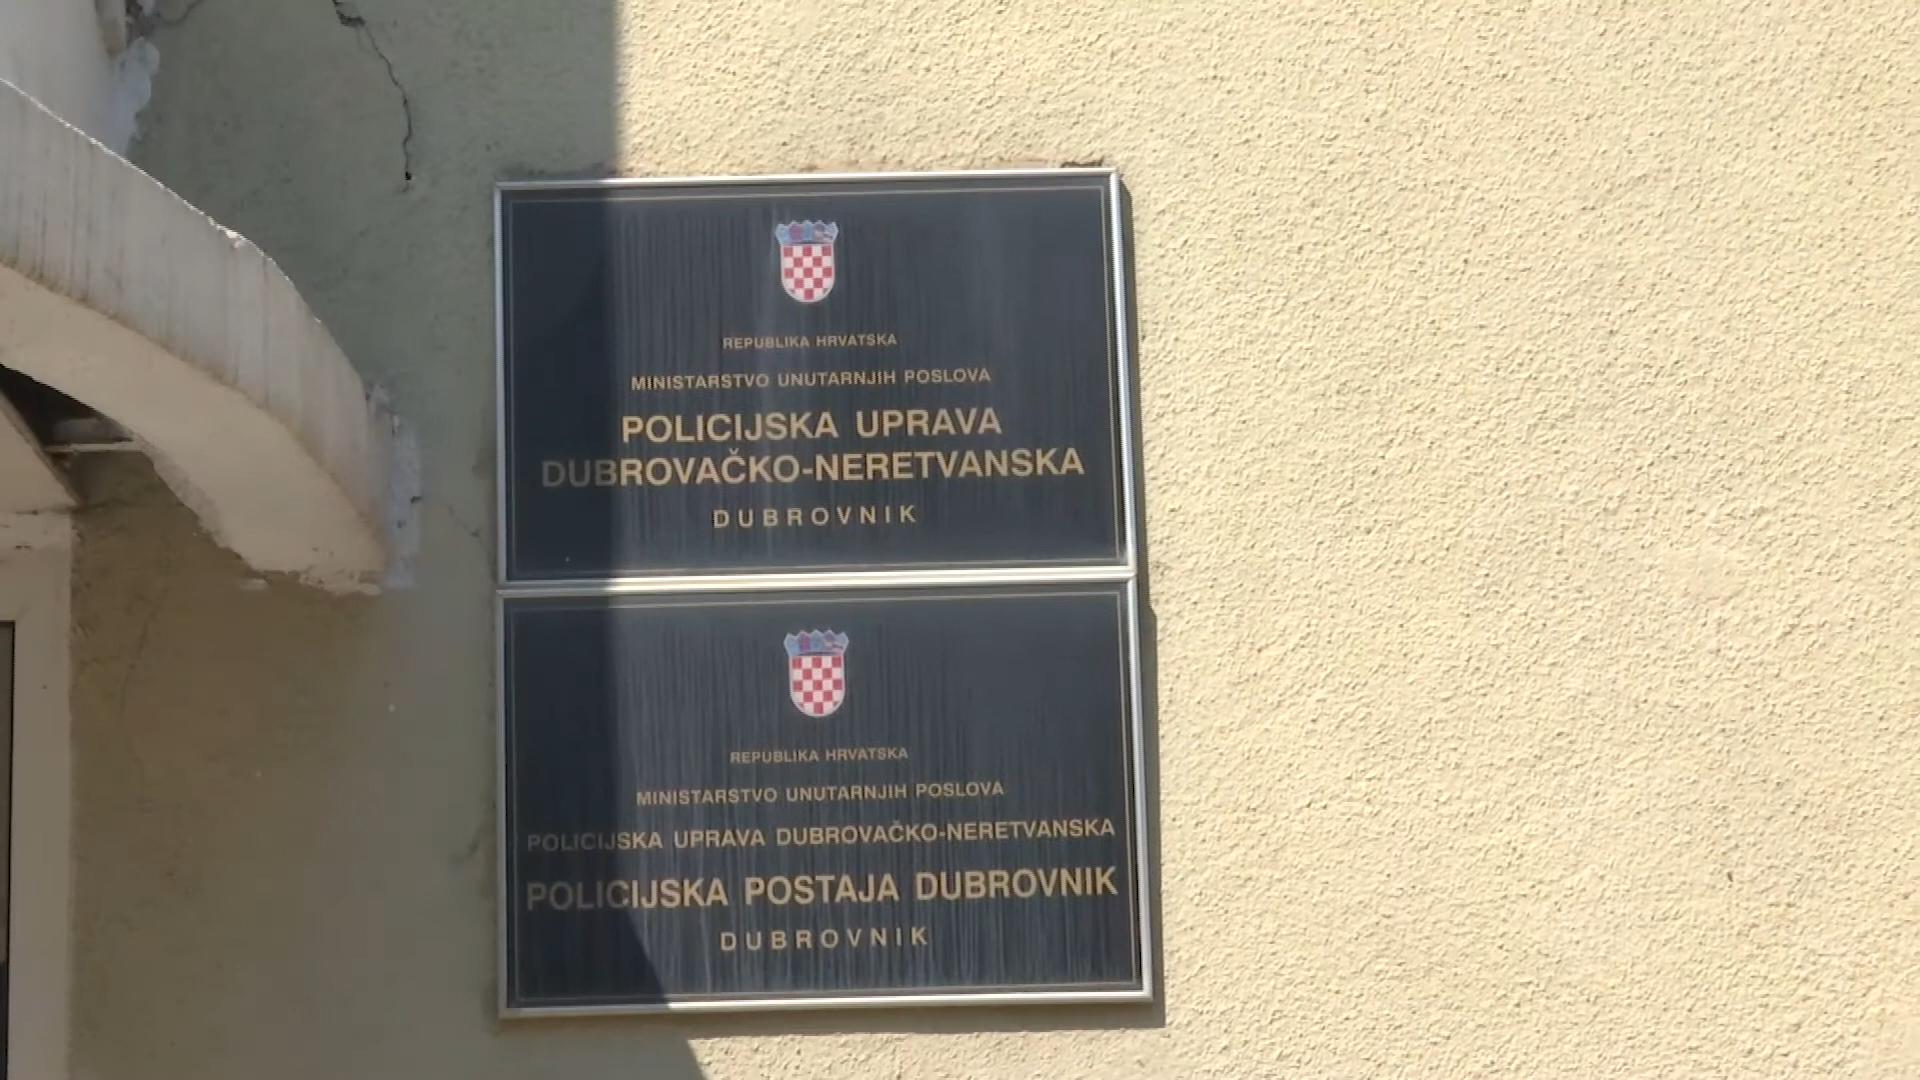 REPUBLIKA HRVATSKA
MINISTARSTVO UNUTARNJIH POSLOVA
POLICIJSKA UPRAVA
DUBROVAČKO-NERETVANSKA
DUBROVNIK
REPUBLIKA HRVATSKA
MINISTARSTVO UNUTARNJIH POSLOVA
POLICIJSKA UPRAVA DUBROVAČKO-NERETVANSKA
POLICIJSKA POSTAJA DUBROVNIK
DUBROVNIK